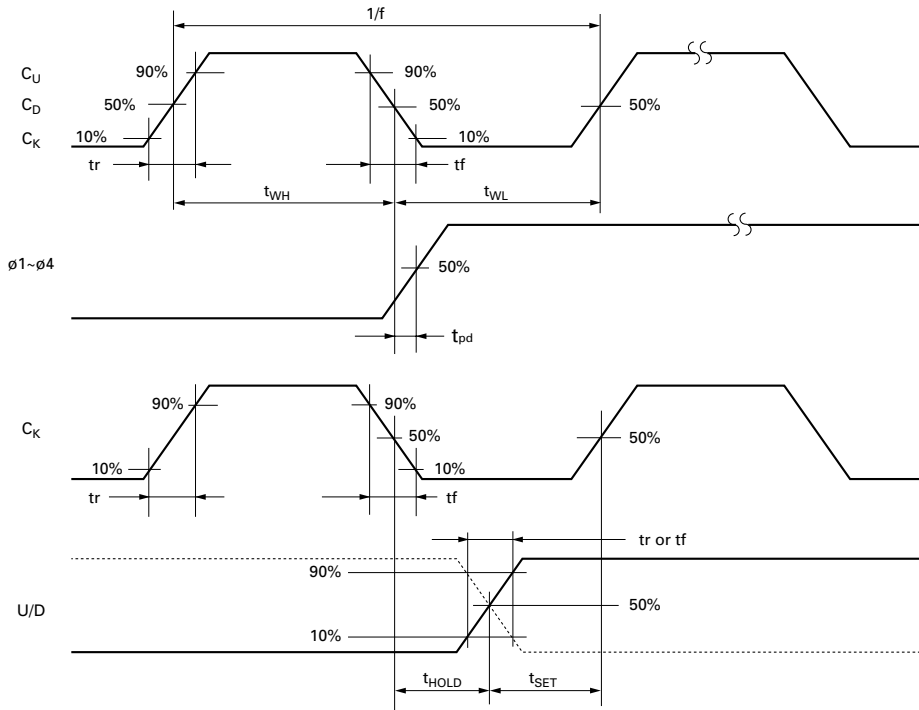 1/f
C_U 90% 90%
C_D 50% 50% 50%
C_K 10% 10%
tr tf
t_WH t_WL
ø1~ø4 50%
t_pd
90% 90%
C_K 50% 50%
10% 10%
tr tf
tr or tf
90%
U/D 50%
10%
t_HOLD t_SET